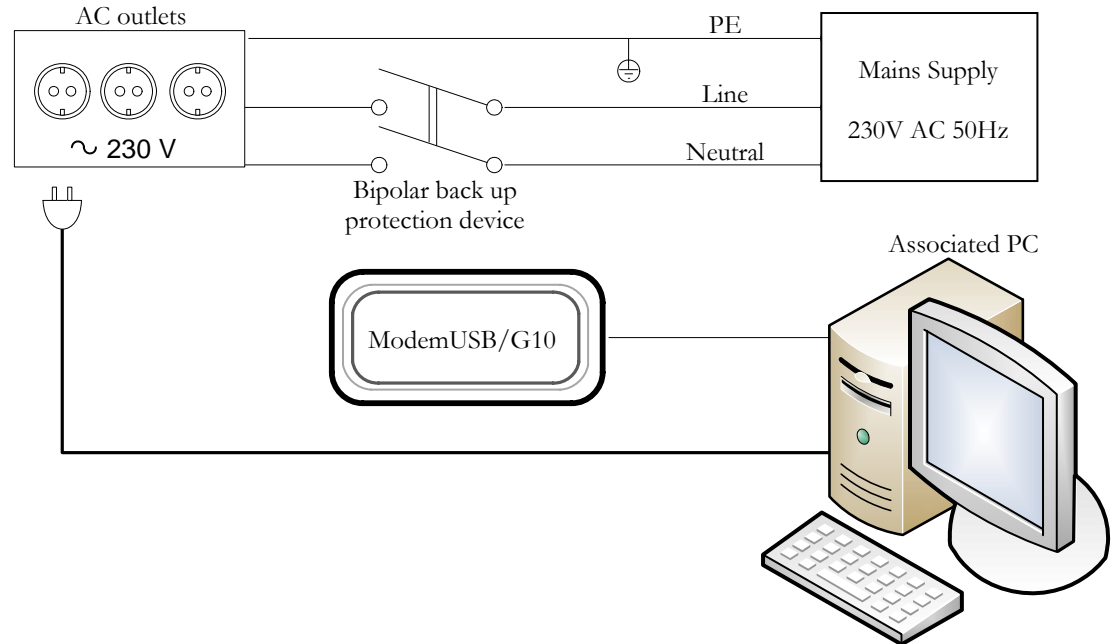 AC outlets
PE
Mains Supply
Line
230V AC 50Hz
~ 230 V
Neutral
Bipolar back up
protection device
Associated PC
ModemUSB/G10